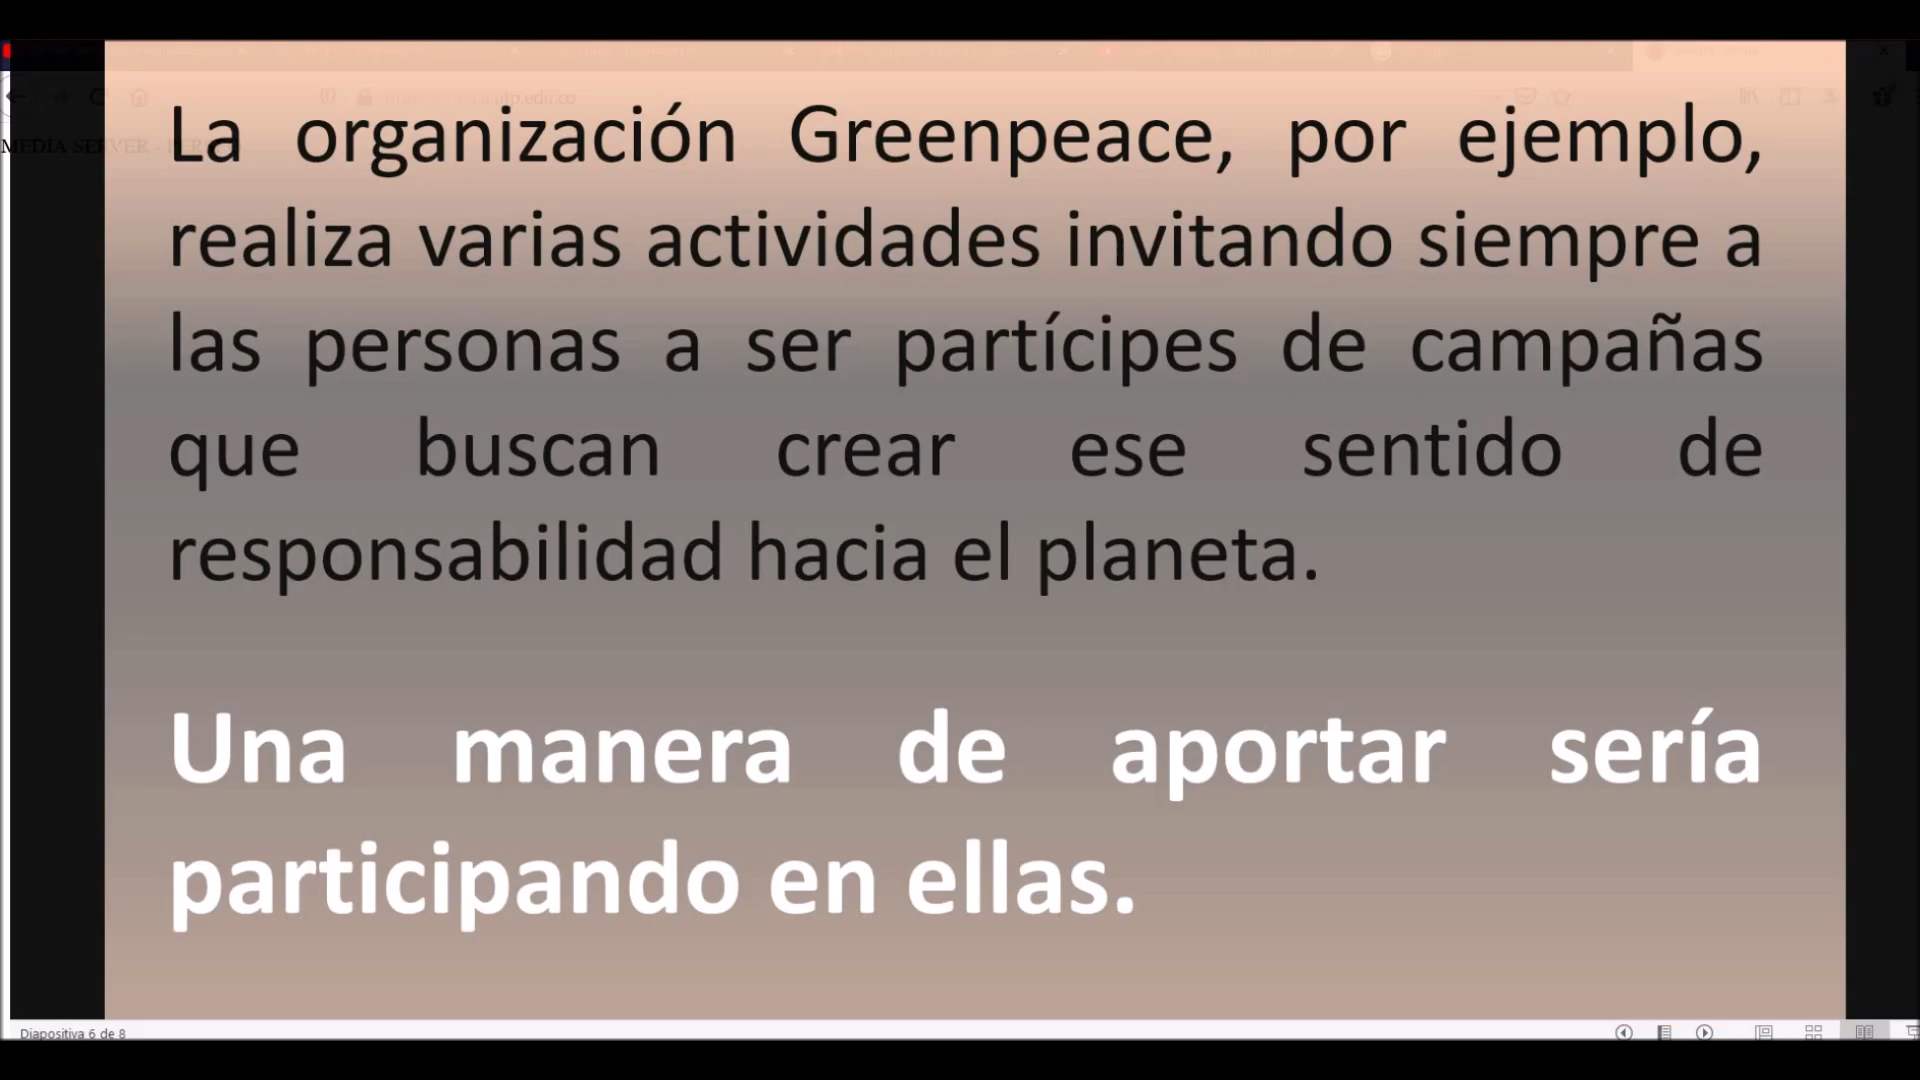 MEDIA SERVER -
La organización Greenpeace, por ejemplo,
realiza varias actividades invitando siempre a
las personas a ser partícipes de campañas
que buscan crear ese sentido de
responsabilidad hacia el planeta.
Una manera de aportar sería
participando en ellas.
Diapositiva 6 de 8